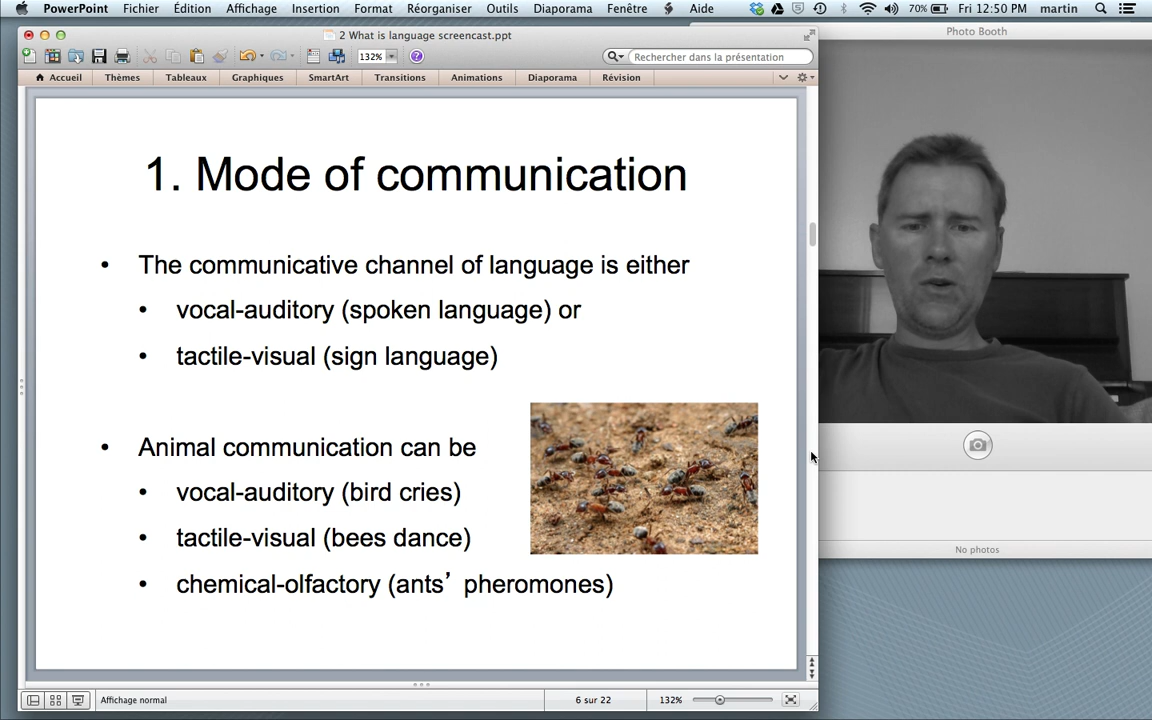 PowerPoint Fichier Édition Affichage Insertion Format Réorganiser Outils Diaporama Fenêtre Aide 70% Fri 12:50 PM martin
2 What is language screencast.ppt
Photo Booth
132% Rechercher dans la présentation
Accueil Thèmes Tableaux Graphiques SmartArt Transitions Animations Diaporama Révision
1. Mode of communication
• The communicative channel of language is either
• vocal-auditory (spoken language) or
• tactile-visual (sign language)
• Animal communication can be
• vocal-auditory (bird cries)
• tactile-visual (bees dance)
• chemical-olfactory (ants’ pheromones)
No photos
Affichage normal 6 sur 22 132%